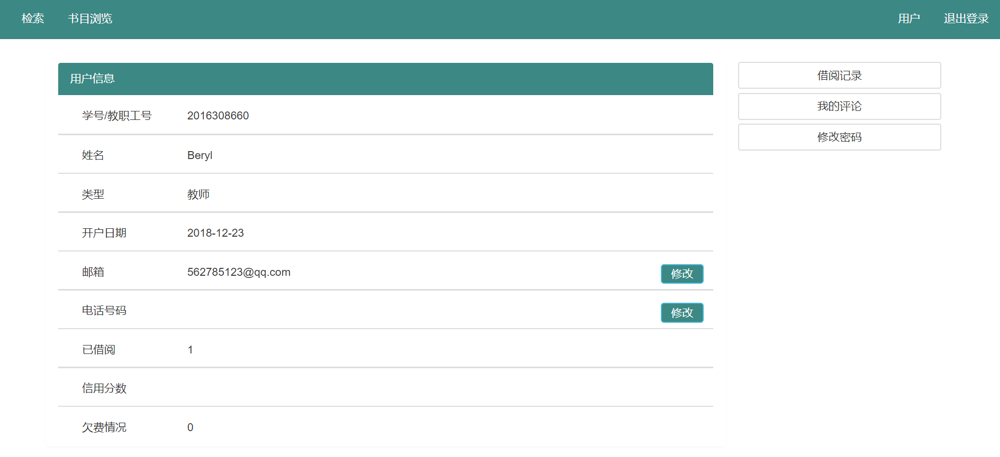 检索 书目浏览 用户 退出登录
用户信息
学号/教职工号 2016308660
姓名 Beryl
类型 教师
开户日期 2018-12-23
邮箱 562785123@qq.com 修改
电话号码 修改
已借阅 1
信用分数
欠费情况 0
借阅记录
我的评论
修改密码